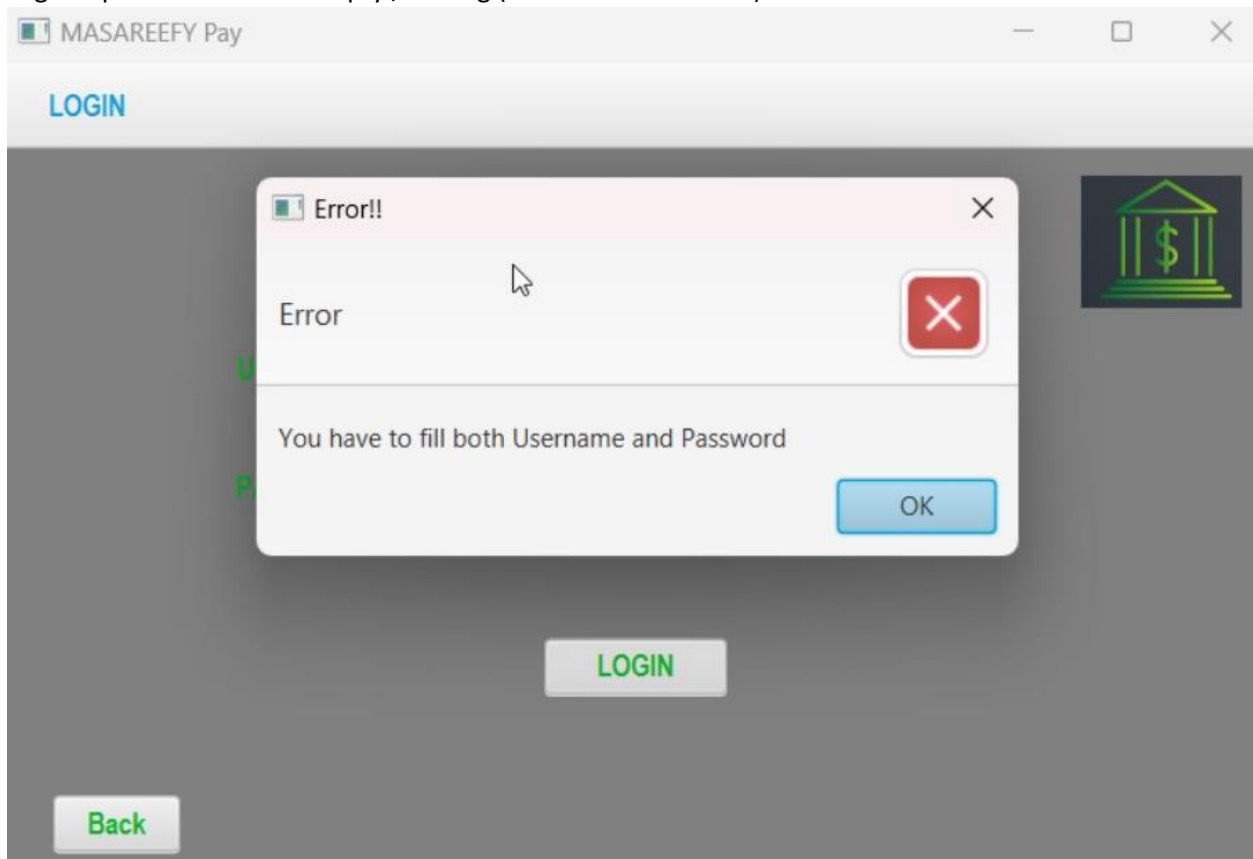 MASAREEFY Pay
LOGIN
Error!!
Error
$
U
You have to fill both Username and Password
P
OK
LOGIN
Back